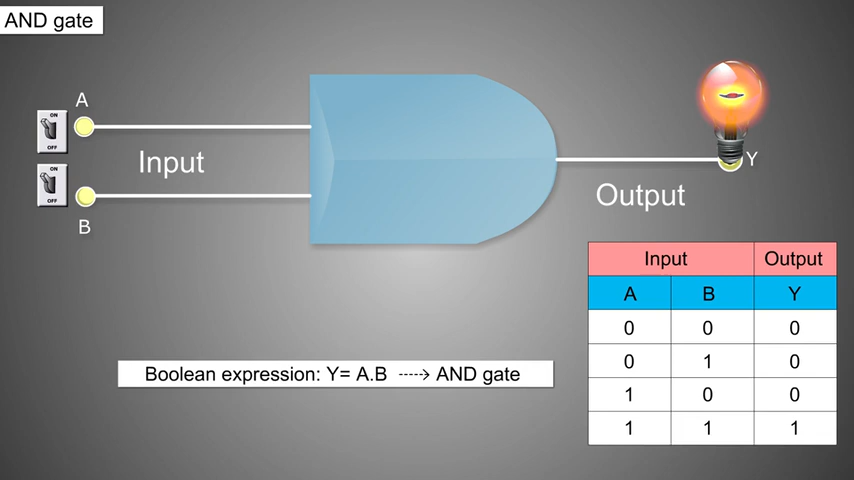 AND gate
A
ON
OFF
Input
ON
OFF
B
Y
Output
Input Output
A B Y
0 0 0
0 1 0
1 0 0
1 1 1
Boolean expression: Y= A.B ----> AND gate